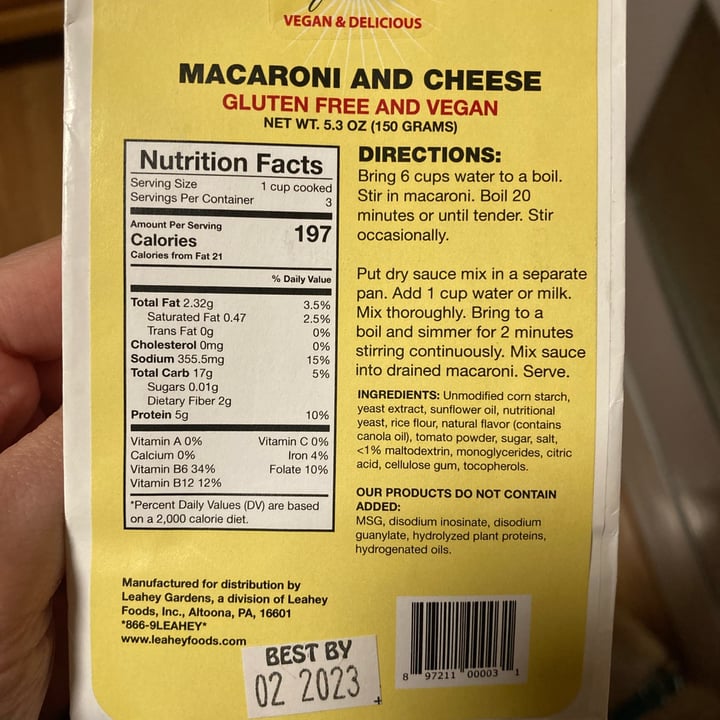 VEGAN & DELICIOUS
MACARONI AND CHEESE
GLUTEN FREE AND VEGAN
NET WT. 5.3 OZ (150 GRAMS)
Nutrition Facts
Serving Size 1 cup cooked
Servings Per Container 3
Amount Per Serving
Calories 197
Calories from Fat 21
% Daily Value
Total Fat 2.32g 3.5%
Saturated Fat 0.47 2.5%
Trans Fat 0g 0%
Cholesterol 0mg 0%
Sodium 355.5mg 15%
Total Carb 17g 5%
Sugars 0.01g
Dietary Fiber 2g
Protein 5g 10%
Vitamin A 0% Vitamin C 0%
Calcium 0% Iron 4%
Vitamin B6 34% Folate 10%
Vitamin B12 12%
*Percent Daily Values (DV) are based
on a 2,000 calorie diet.
DIRECTIONS:
Bring 6 cups water to a boil.
Stir in macaroni. Boil 20
minutes or until tender. Stir
occasionally.
Put dry sauce mix in a separate
pan. Add 1 cup water or milk.
Mix thoroughly. Bring to a
boil and simmer for 2 minutes
stirring continuously. Mix sauce
into drained macaroni. Serve.
INGREDIENTS: Unmodified corn starch,
yeast extract, sunflower oil, nutritional
yeast, rice flour, natural flavor (contains
canola oil), tomato powder, sugar, salt,
<1% maltodextrin, monoglycerides, citric
acid, cellulose gum, tocopherols.
OUR PRODUCTS DO NOT CONTAIN
ADDED:
MSG, disodium inosinate, disodium
guanylate, hydrolyzed plant proteins,
hydrogenated oils.
Manufactured for distribution by
Leahey Gardens, a division of Leahey
Foods, Inc., Altoona, PA, 16601
*866-9LEAHEY*
www.leaheyfoods.com
BEST BY
02 2023
8 97211 00003 1